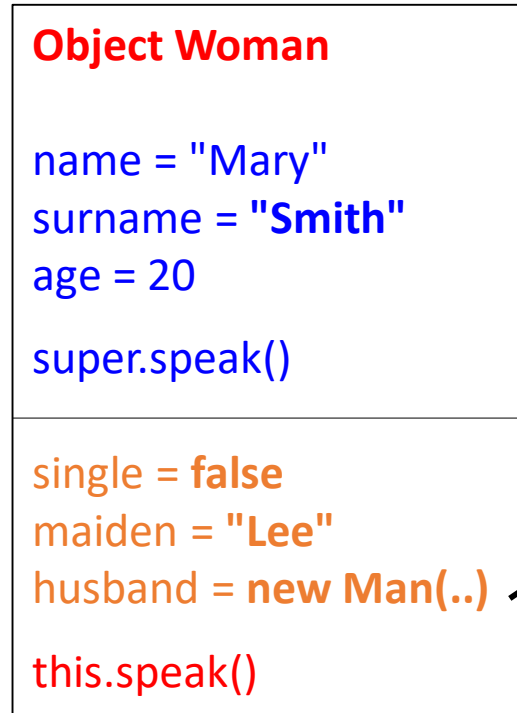 Object Woman
name = "Mary"
surname = "Smith"
age = 20
super.speak()
single = false
maiden = "Lee"
husband = new Man(..)
this.speak()